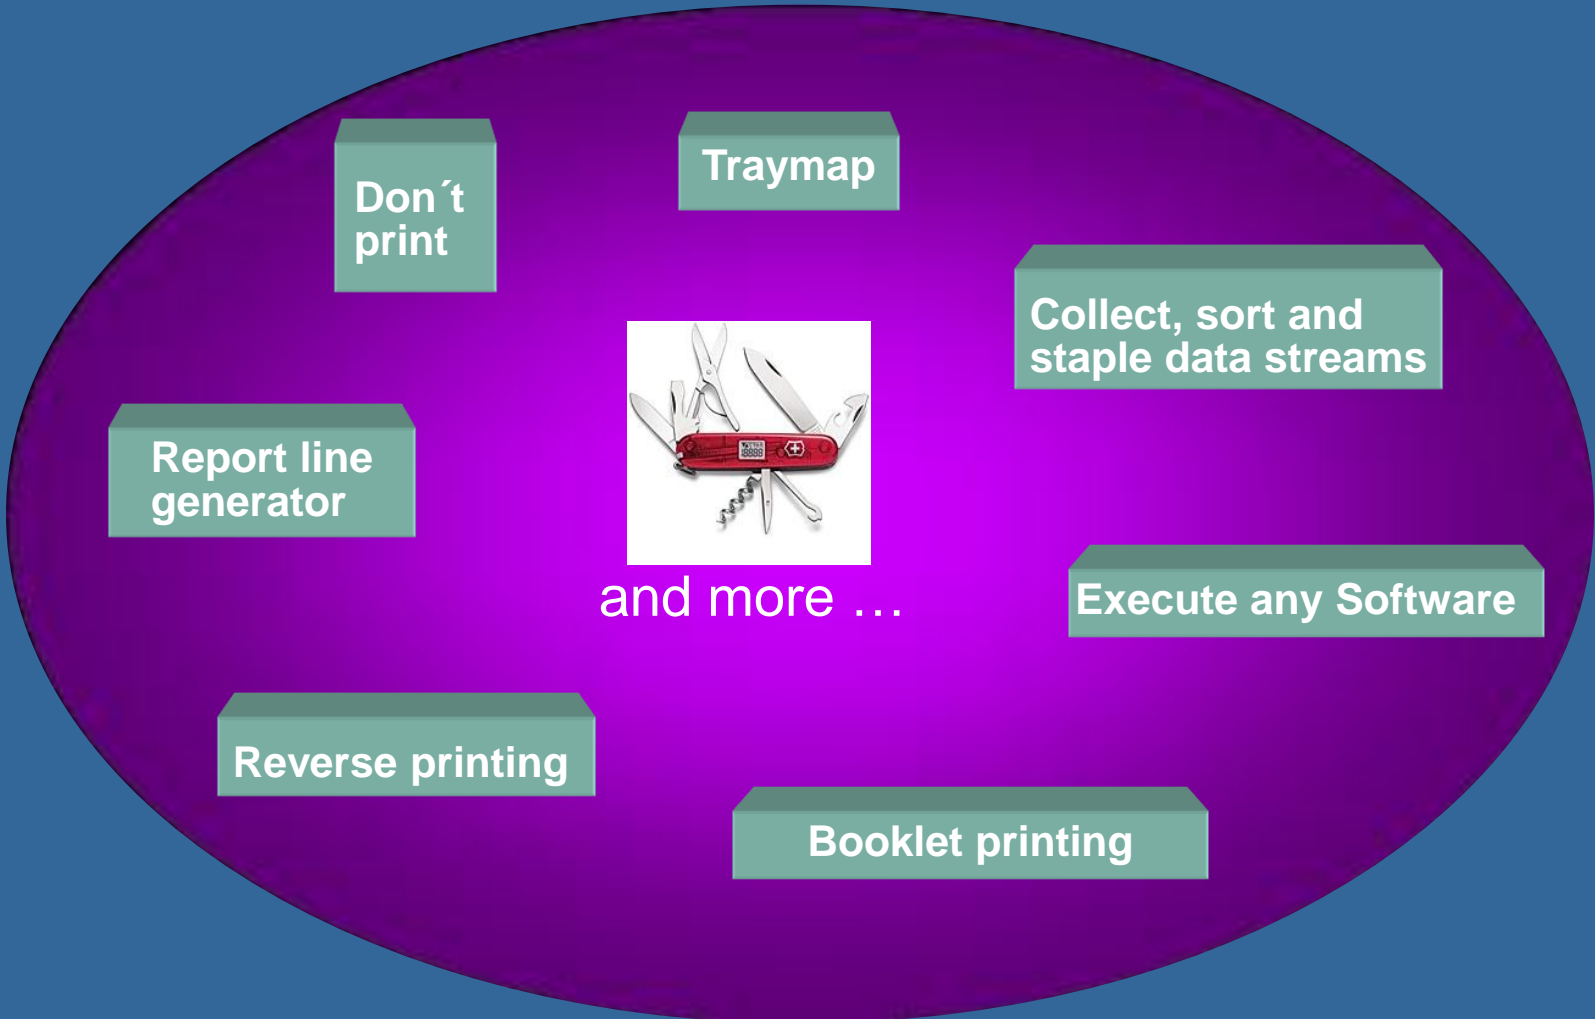 Don´t
print
Traymap
Collect, sort and
staple data streams
Report line
generator
and more …
Execute any Software
Reverse printing
Booklet printing